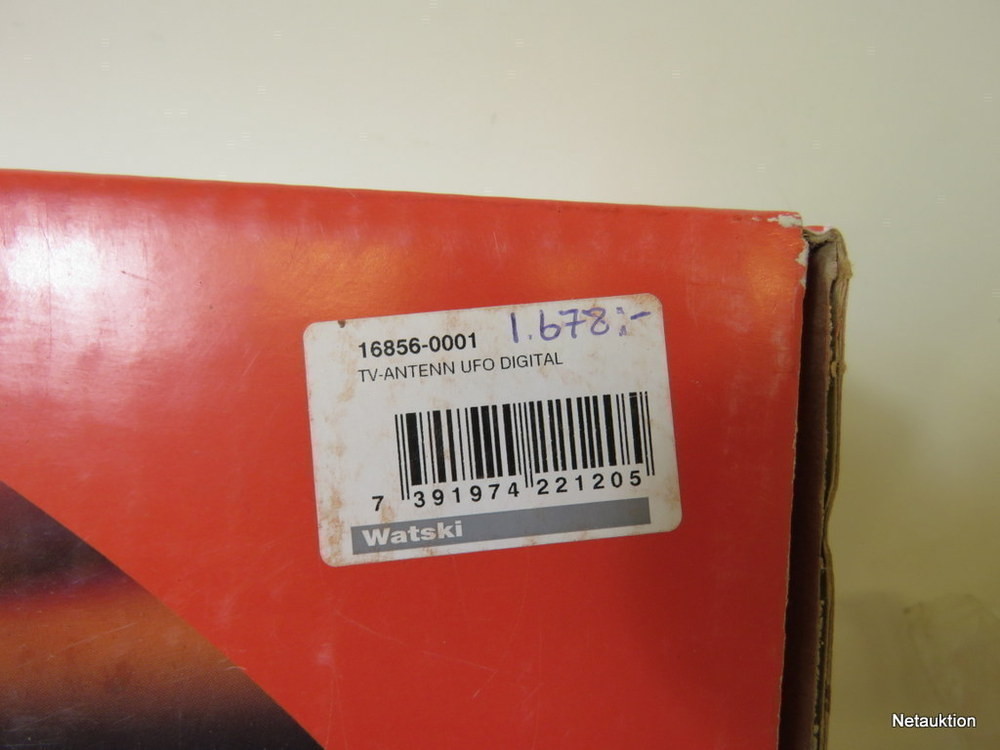 16856-0001 1.678:-
TV-ANTENN UFO DIGITAL
7 391974 221205
Watski
Netauktion